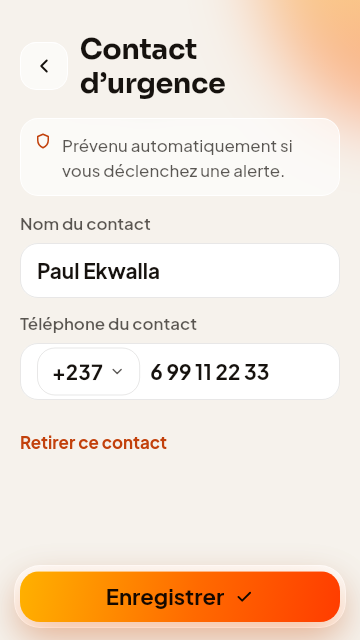 Contact
d’urgence
Prévenu automatiquement si
vous déclenchez une alerte.
Nom du contact
Paul Ekwalla
Téléphone du contact
+237 6 99 11 22 33
Retirer ce contact
Enregistrer